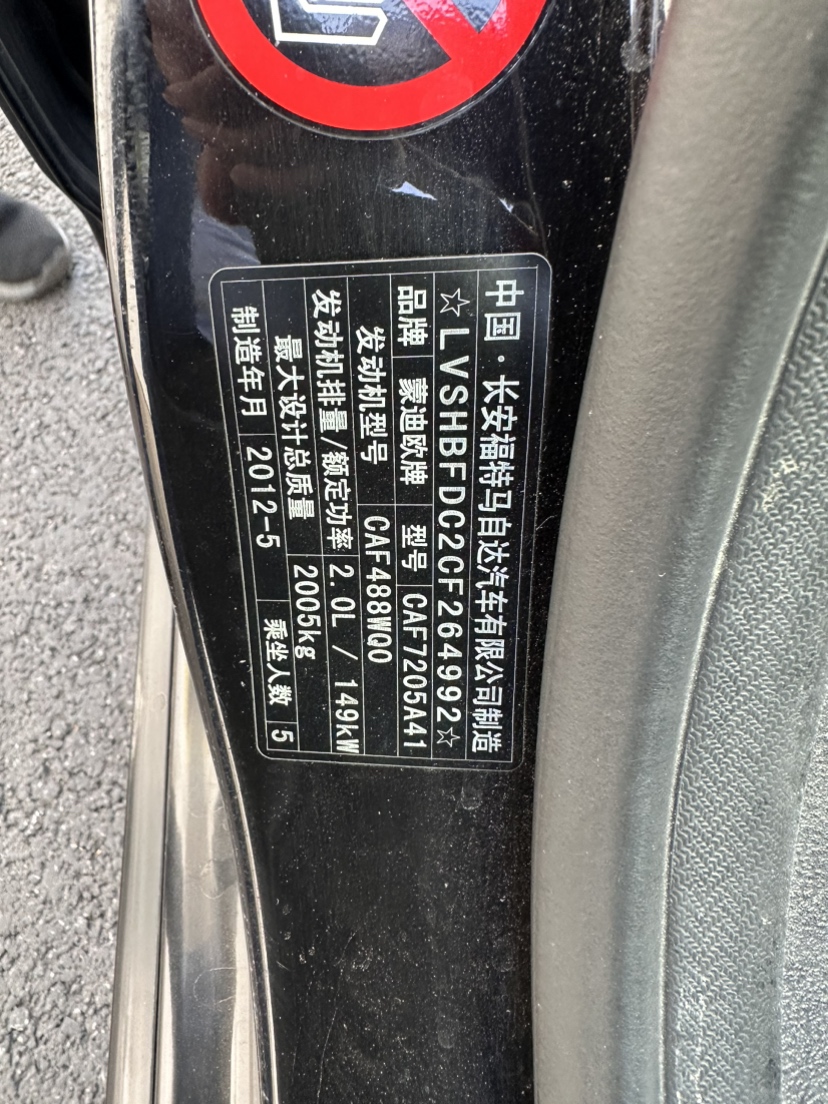 中国·长安福特马自达汽车有限公司制造
☆LVSHBFDC2CF264992☆
品牌 蒙迪欧牌 型号 CAF7205A41
发动机型号 CAF488WQ0
发动机排量/额定功率 2.0L / 149kW
最大设计总质量 2005kg
制造年月 2012-5 乘坐人数 5